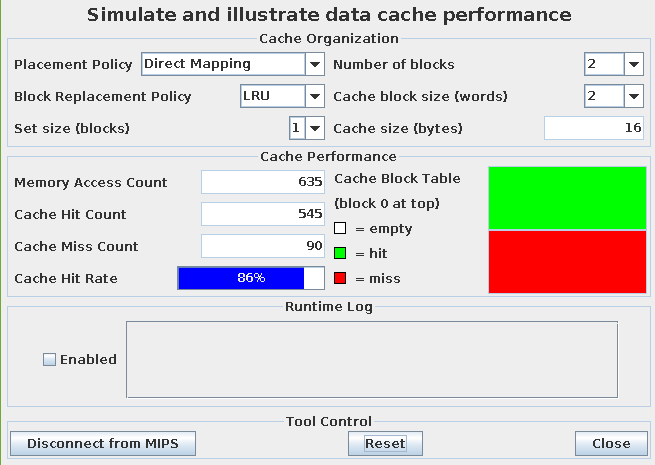 Simulate and illustrate data cache performance
Cache Organization
Placement Policy Direct Mapping Number of blocks 2
Block Replacement Policy LRU Cache block size (words) 2
Set size (blocks) 1 Cache size (bytes) 16
Cache Performance
Memory Access Count 635 Cache Block Table
(block 0 at top)
Cache Hit Count 545
= empty
Cache Miss Count 90
= hit
Cache Hit Rate 86% = miss
Runtime Log
Enabled
Tool Control
Disconnect from MIPS Reset Close